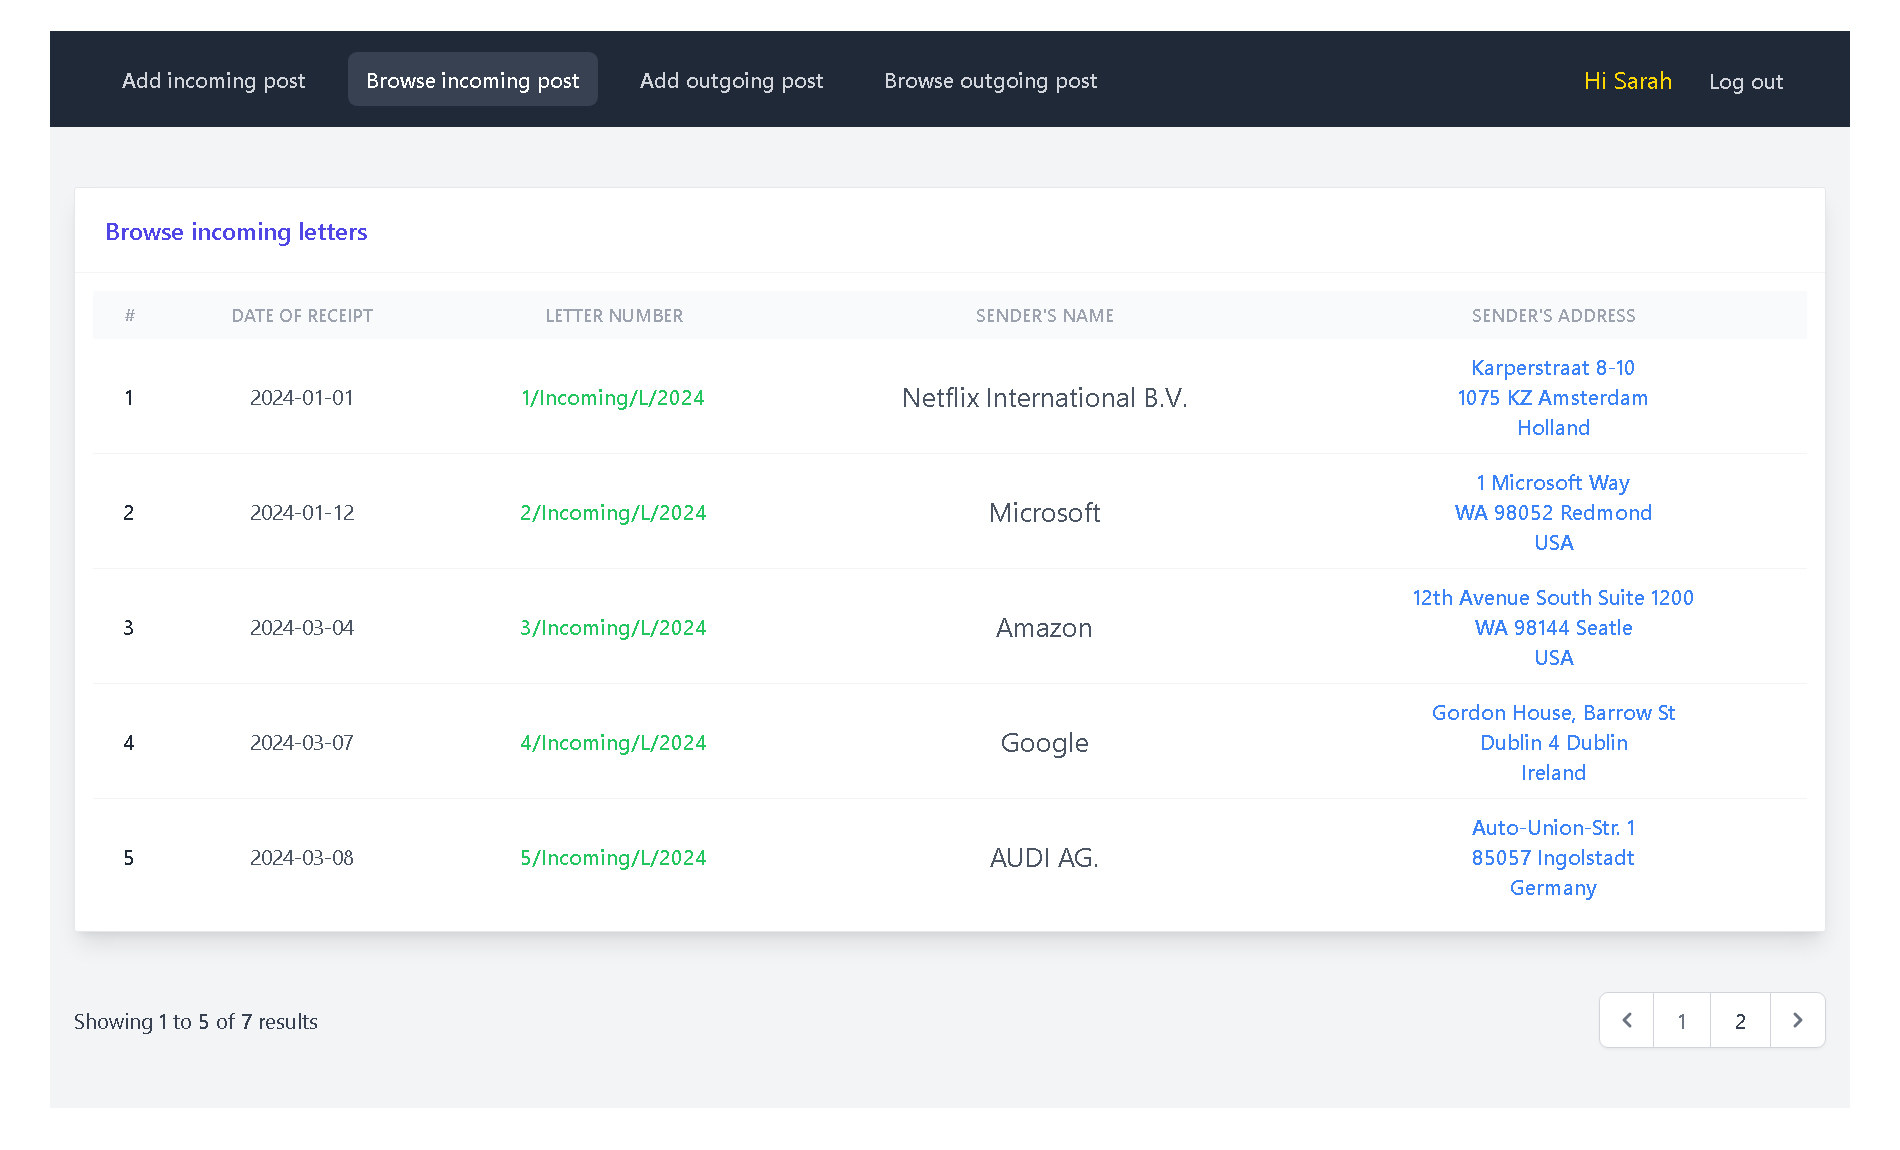 Add incoming post Browse incoming post Add outgoing post Browse outgoing post Hi Sarah Log out
Browse incoming letters
# DATE OF RECEIPT LETTER NUMBER SENDER'S NAME SENDER'S ADDRESS
1 2024-01-01 1/Incoming/L/2024 Netflix International B.V. Karperstraat 8-10
1075 KZ Amsterdam
Holland
2 2024-01-12 2/Incoming/L/2024 Microsoft 1 Microsoft Way
WA 98052 Redmond
USA
3 2024-03-04 3/Incoming/L/2024 Amazon 12th Avenue South Suite 1200
WA 98144 Seatle
USA
4 2024-03-07 4/Incoming/L/2024 Google Gordon House, Barrow St
Dublin 4 Dublin
Ireland
5 2024-03-08 5/Incoming/L/2024 AUDI AG. Auto-Union-Str. 1
85057 Ingolstadt
Germany
Showing 1 to 5 of 7 results 1 2